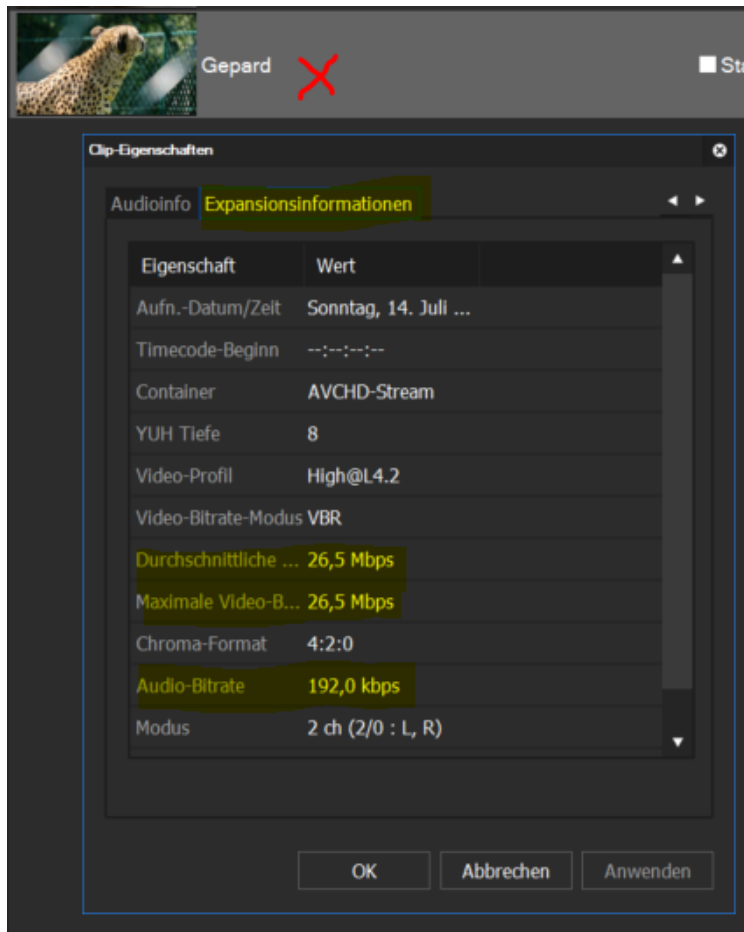 Gepard
Sta
Clip-Eigenschaften
Audioinfo Expansionsinformationen
Eigenschaft Wert
Aufn.-Datum/Zeit Sonntag, 14. Juli ...
Timecode-Beginn --:--:--:--
Container AVCHD-Stream
YUH Tiefe 8
Video-Profil High@L4.2
Video-Bitrate-Modus VBR
Durchschnittliche ... 26,5 Mbps
Maximale Video-B... 26,5 Mbps
Chroma-Format 4:2:0
Audio-Bitrate 192,0 kbps
Modus 2 ch (2/0 : L, R)
OK Abbrechen Anwenden